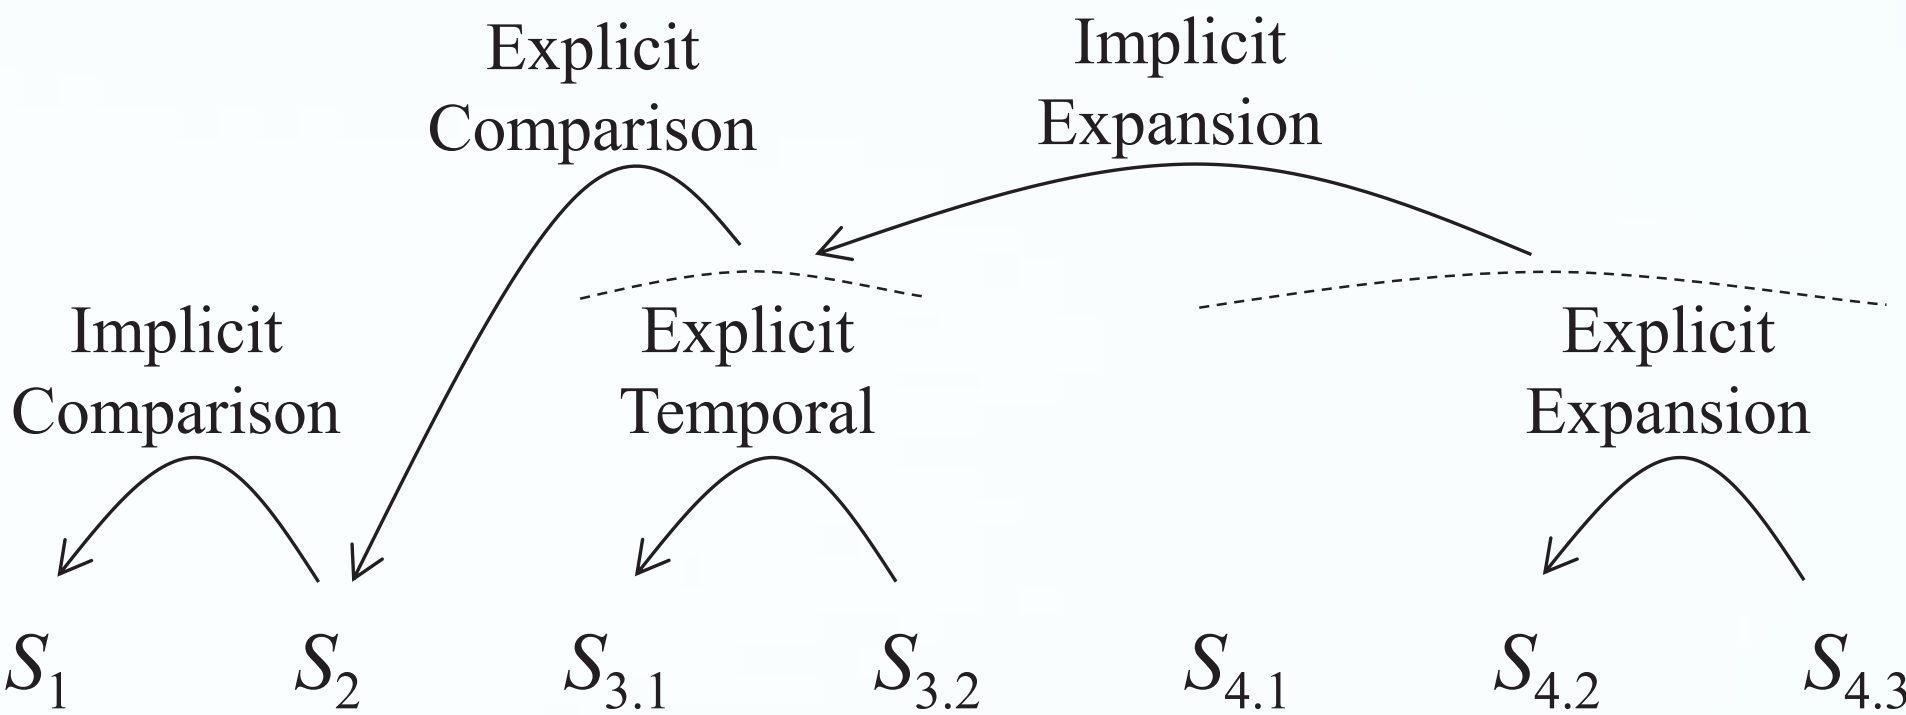 Explicit
Comparison
Implicit
Expansion
Implicit
Comparison
Explicit
Temporal
Explicit
Expansion
S1 S2 S3.1 S3.2 S4.1 S4.2 S4.3